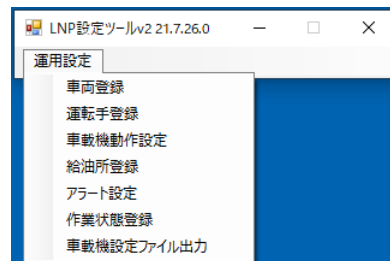 LNP設定ツールv2 21.7.26.0
運用設定
車両登録
運転手登録
車載機動作設定
給油所登録
アラート設定
作業状態登録
車載機設定ファイル出力